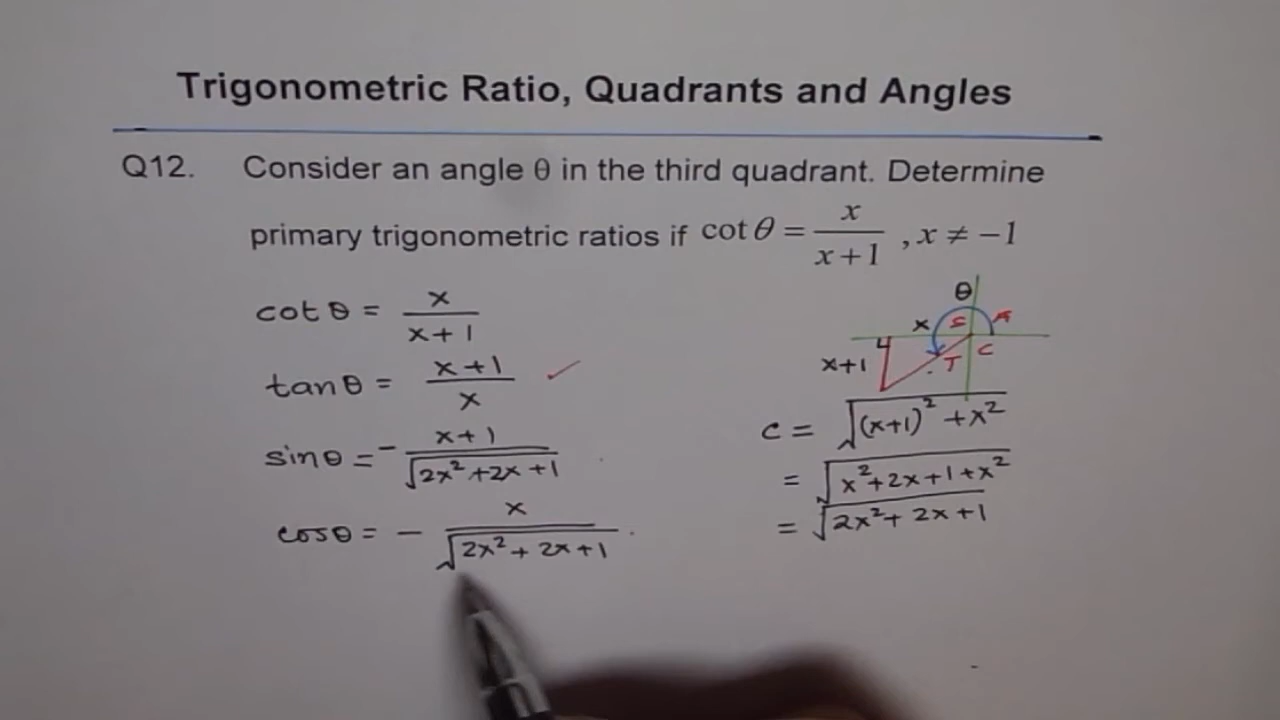 Trigonometric Ratio, Quadrants and Angles
Q12. Consider an angle θ in the third quadrant. Determine
primary trigonometric ratios if cot θ = x/(x+1) , x ≠ −1
cot θ = x/(x+1)
tan θ = (x+1)/x ✓
sin θ = − (x+1)/√(2x²+2x+1)
cos θ = − x/√(2x²+2x+1)
θ
x S A
x+1 T C
c = √((x+1)²+x²)
= √(x²+2x+1+x²)
= √(2x²+2x+1)